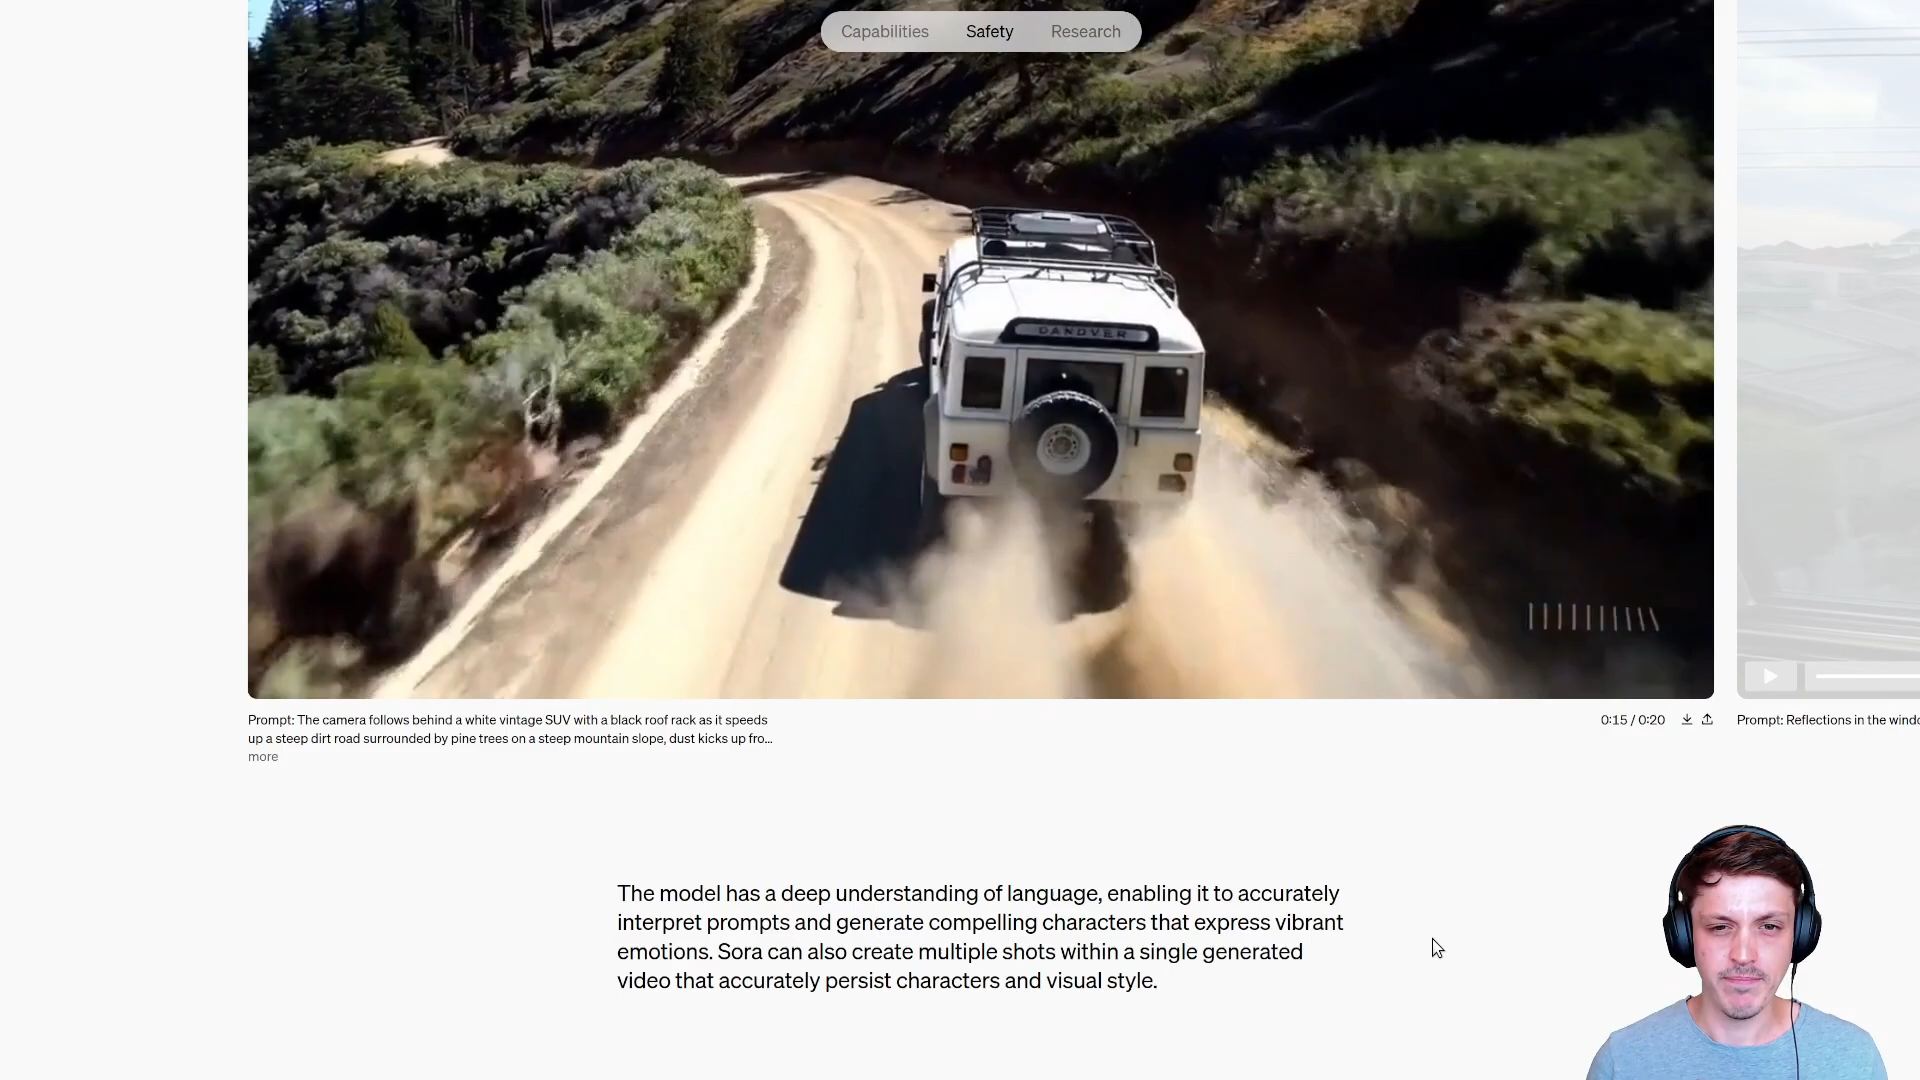 Capabilities Safety Research
DANDVER
Prompt: The camera follows behind a white vintage SUV with a black roof rack as it speeds
up a steep dirt road surrounded by pine trees on a steep mountain slope, dust kicks up fro...
more
0:15 / 0:20
Prompt: Reflections in the windo
The model has a deep understanding of language, enabling it to accurately
interpret prompts and generate compelling characters that express vibrant
emotions. Sora can also create multiple shots within a single generated
video that accurately persist characters and visual style.